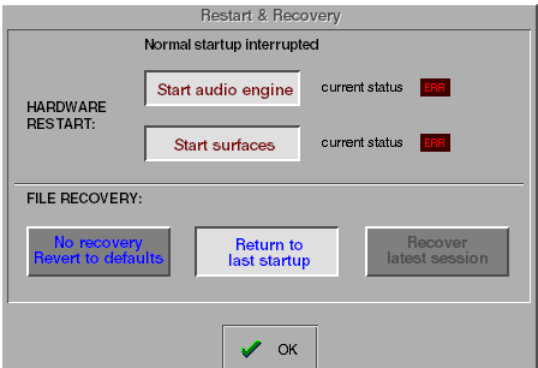 Restart & Recovery
Normal startup interrupted
Start audio engine
current status
ERR
HARDWARE
RESTART:
Start surfaces
current status
ERR
FILE RECOVERY:
No recovery
Revert to defaults
Return to
last startup
Recover
latest session
OK